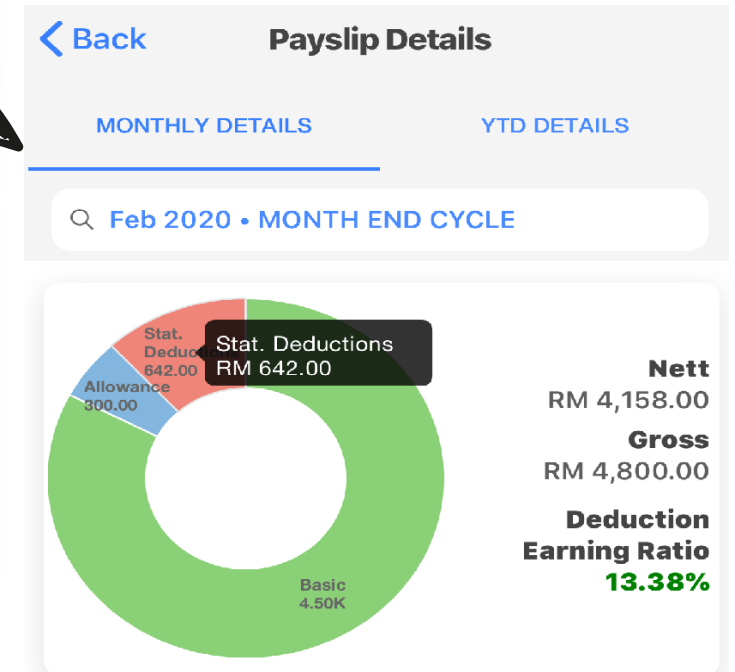 Back
Payslip Details
MONTHLY DETAILS
YTD DETAILS
Feb 2020 • MONTH END CYCLE
Stat.
642.00
Stat. Deductions
RM 642.00
Allowance
300.00
Basic
4.50K
Nett
RM 4,158.00
Gross
RM 4,800.00
Deduction
Earning Ratio
13.38%